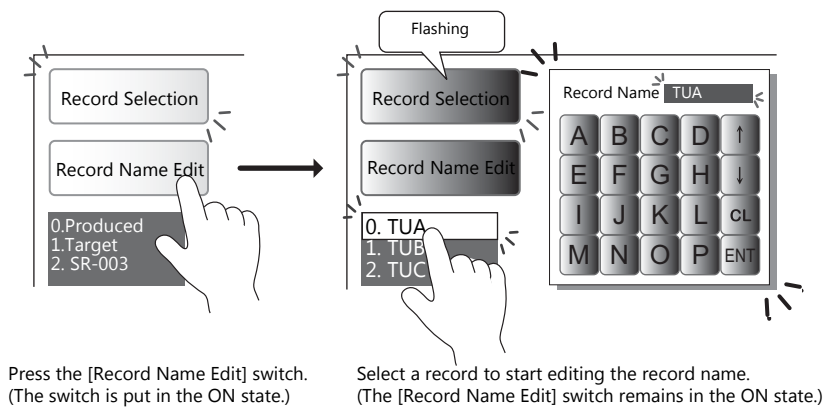 Flashing
Record Selection
Record Name Edit
0.Produced
1.Target
2. SR-003
Record Selection
Record Name Edit
0. TUA
1. TUB
2. TUC
Record Name TUA
A B C D ↑
E F G H ↓
I J K L CL
M N O P ENT
Press the [Record Name Edit] switch.
(The switch is put in the ON state.)
Select a record to start editing the record name.
(The [Record Name Edit] switch remains in the ON state.)